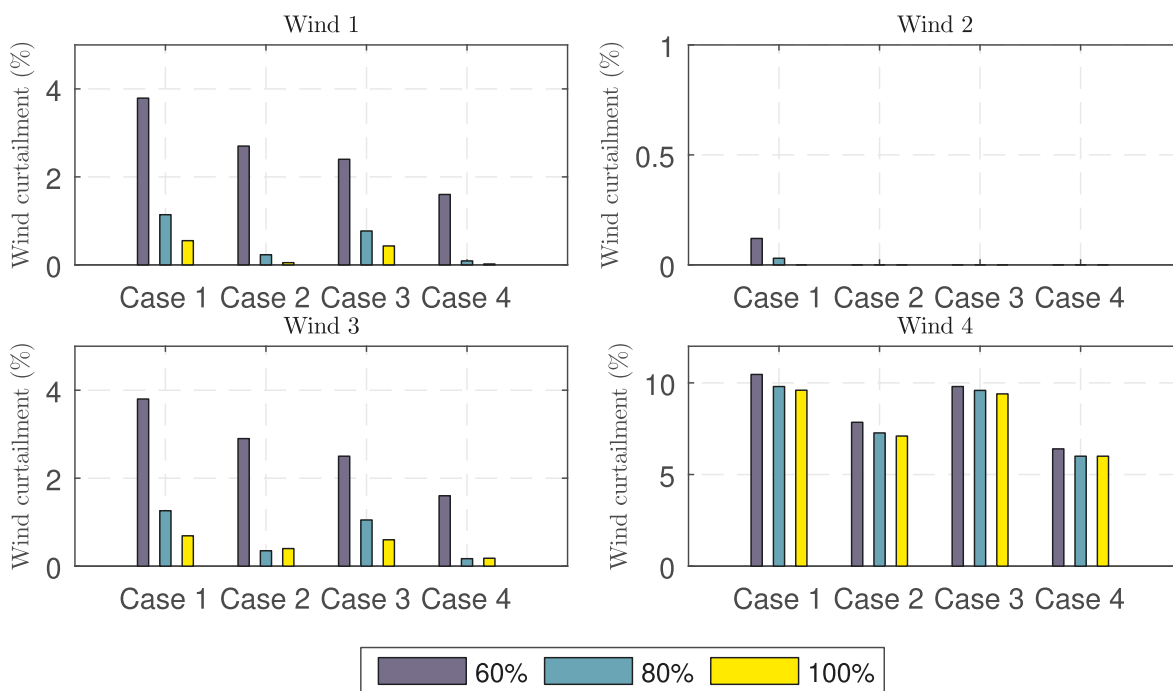 Wind 1
Wind curtailment (%)
4
2
0
Case 1 Case 2 Case 3 Case 4
Wind 2
Wind curtailment (%)
1
0.5
0
Case 1 Case 2 Case 3 Case 4
Wind 3
Wind curtailment (%)
4
2
0
Case 1 Case 2 Case 3 Case 4
Wind 4
Wind curtailment (%)
10
5
0
Case 1 Case 2 Case 3 Case 4
60% 80% 100%